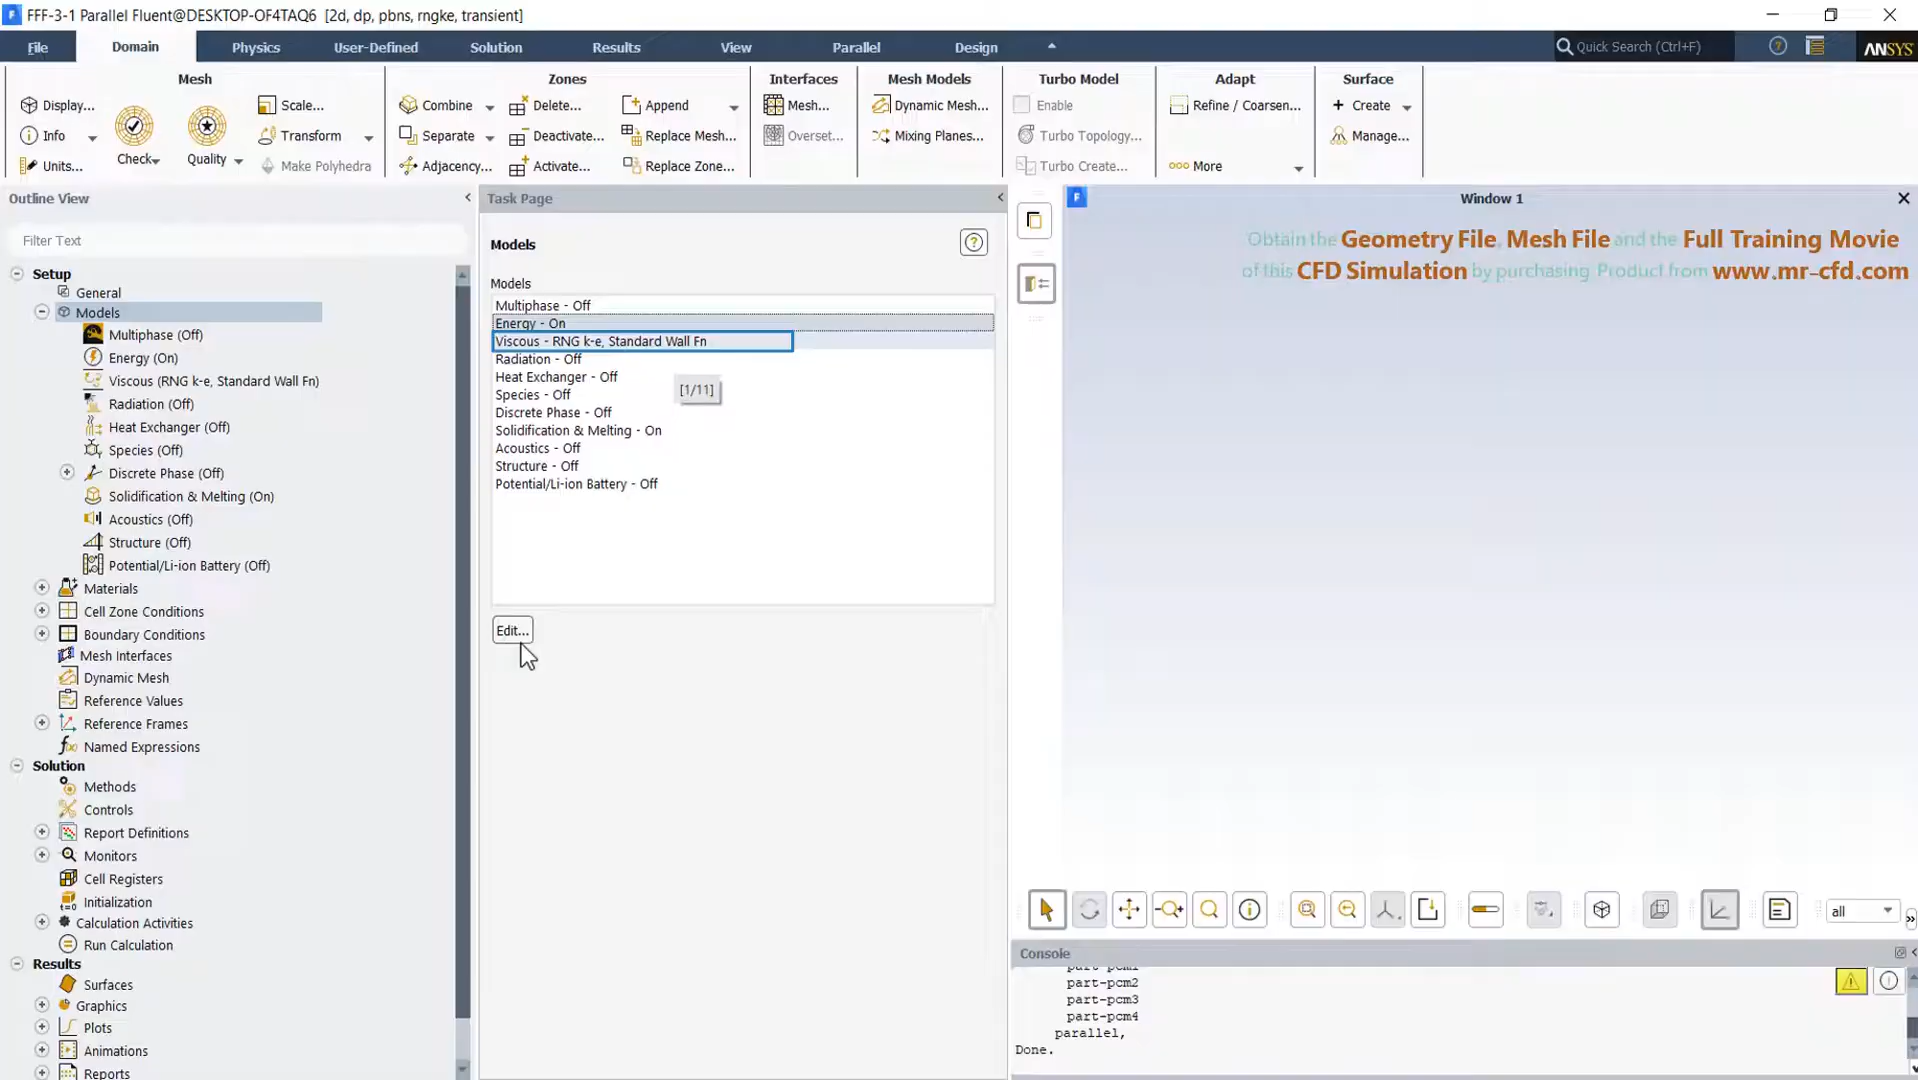 FFF-3-1 Parallel Fluent@DESKTOP-OF4TAQ6 [2d, dp, pbns, rngke, transient]
File Domain Physics User-Defined Solution Results View Parallel Design Quick Search (Ctrl+F) ANSYS
Mesh Zones Interfaces Mesh Models Turbo Model Adapt Surface
Display... Scale... Combine Delete... Append Mesh... Dynamic Mesh... Enable Refine / Coarsen... Create
Info Check Quality Transform Separate Deactivate... Replace Mesh... Overset... Mixing Planes... Turbo Topology... Manage...
Units... Make Polyhedra Adjacency... Activate... Replace Zone... Turbo Create... More
Outline View
Filter Text
Setup
General
Models
Multiphase (Off)
Energy (On)
Viscous (RNG k-e, Standard Wall Fn)
Radiation (Off)
Heat Exchanger (Off)
Species (Off)
Discrete Phase (Off)
Solidification & Melting (On)
Acoustics (Off)
Structure (Off)
Potential/Li-ion Battery (Off)
Materials
Cell Zone Conditions
Boundary Conditions
Mesh Interfaces
Dynamic Mesh
Reference Values
Reference Frames
Named Expressions
Solution
Methods
Controls
Report Definitions
Monitors
Cell Registers
Initialization
Calculation Activities
Run Calculation
Results
Surfaces
Graphics
Plots
Animations
Reports
Task Page
Models
Models
Multiphase - Off
Energy - On
Viscous - RNG k-e, Standard Wall Fn
Radiation - Off
Heat Exchanger - Off
Species - Off
Discrete Phase - Off
Solidification & Melting - On
Acoustics - Off
Structure - Off
Potential/Li-ion Battery - Off
[1/11]
Edit...
Window 1
Obtain the Geometry File, Mesh File and the Full Training Movie
of this CFD Simulation by purchasing Product from www.mr-cfd.com
all
Console
part-pcm1
part-pcm2
part-pcm3
part-pcm4
parallel,
Done.